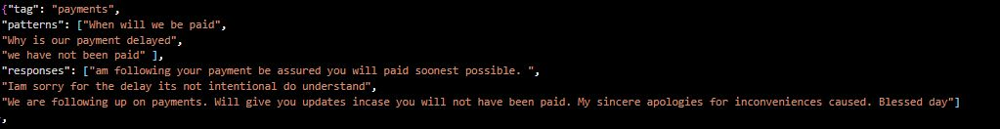 {"tag": "payments",
"patterns": ["When will we be paid",
"Why is our payment delayed",
"we have not been paid" ],
"responses": ["am following your payment be assured you will paid soonest possible. ",
"Iam sorry for the delay its not intentional do understand",
"We are following up on payments. Will give you updates incase you will not have been paid. My sincere apologies for inconveniences caused. Blessed day"]
,